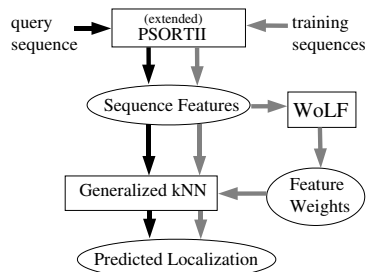 query
sequence
(extended)
PSORTII
training
sequences
Sequence Features
WoLF
Generalized kNN
Feature
Weights
Predicted Localization